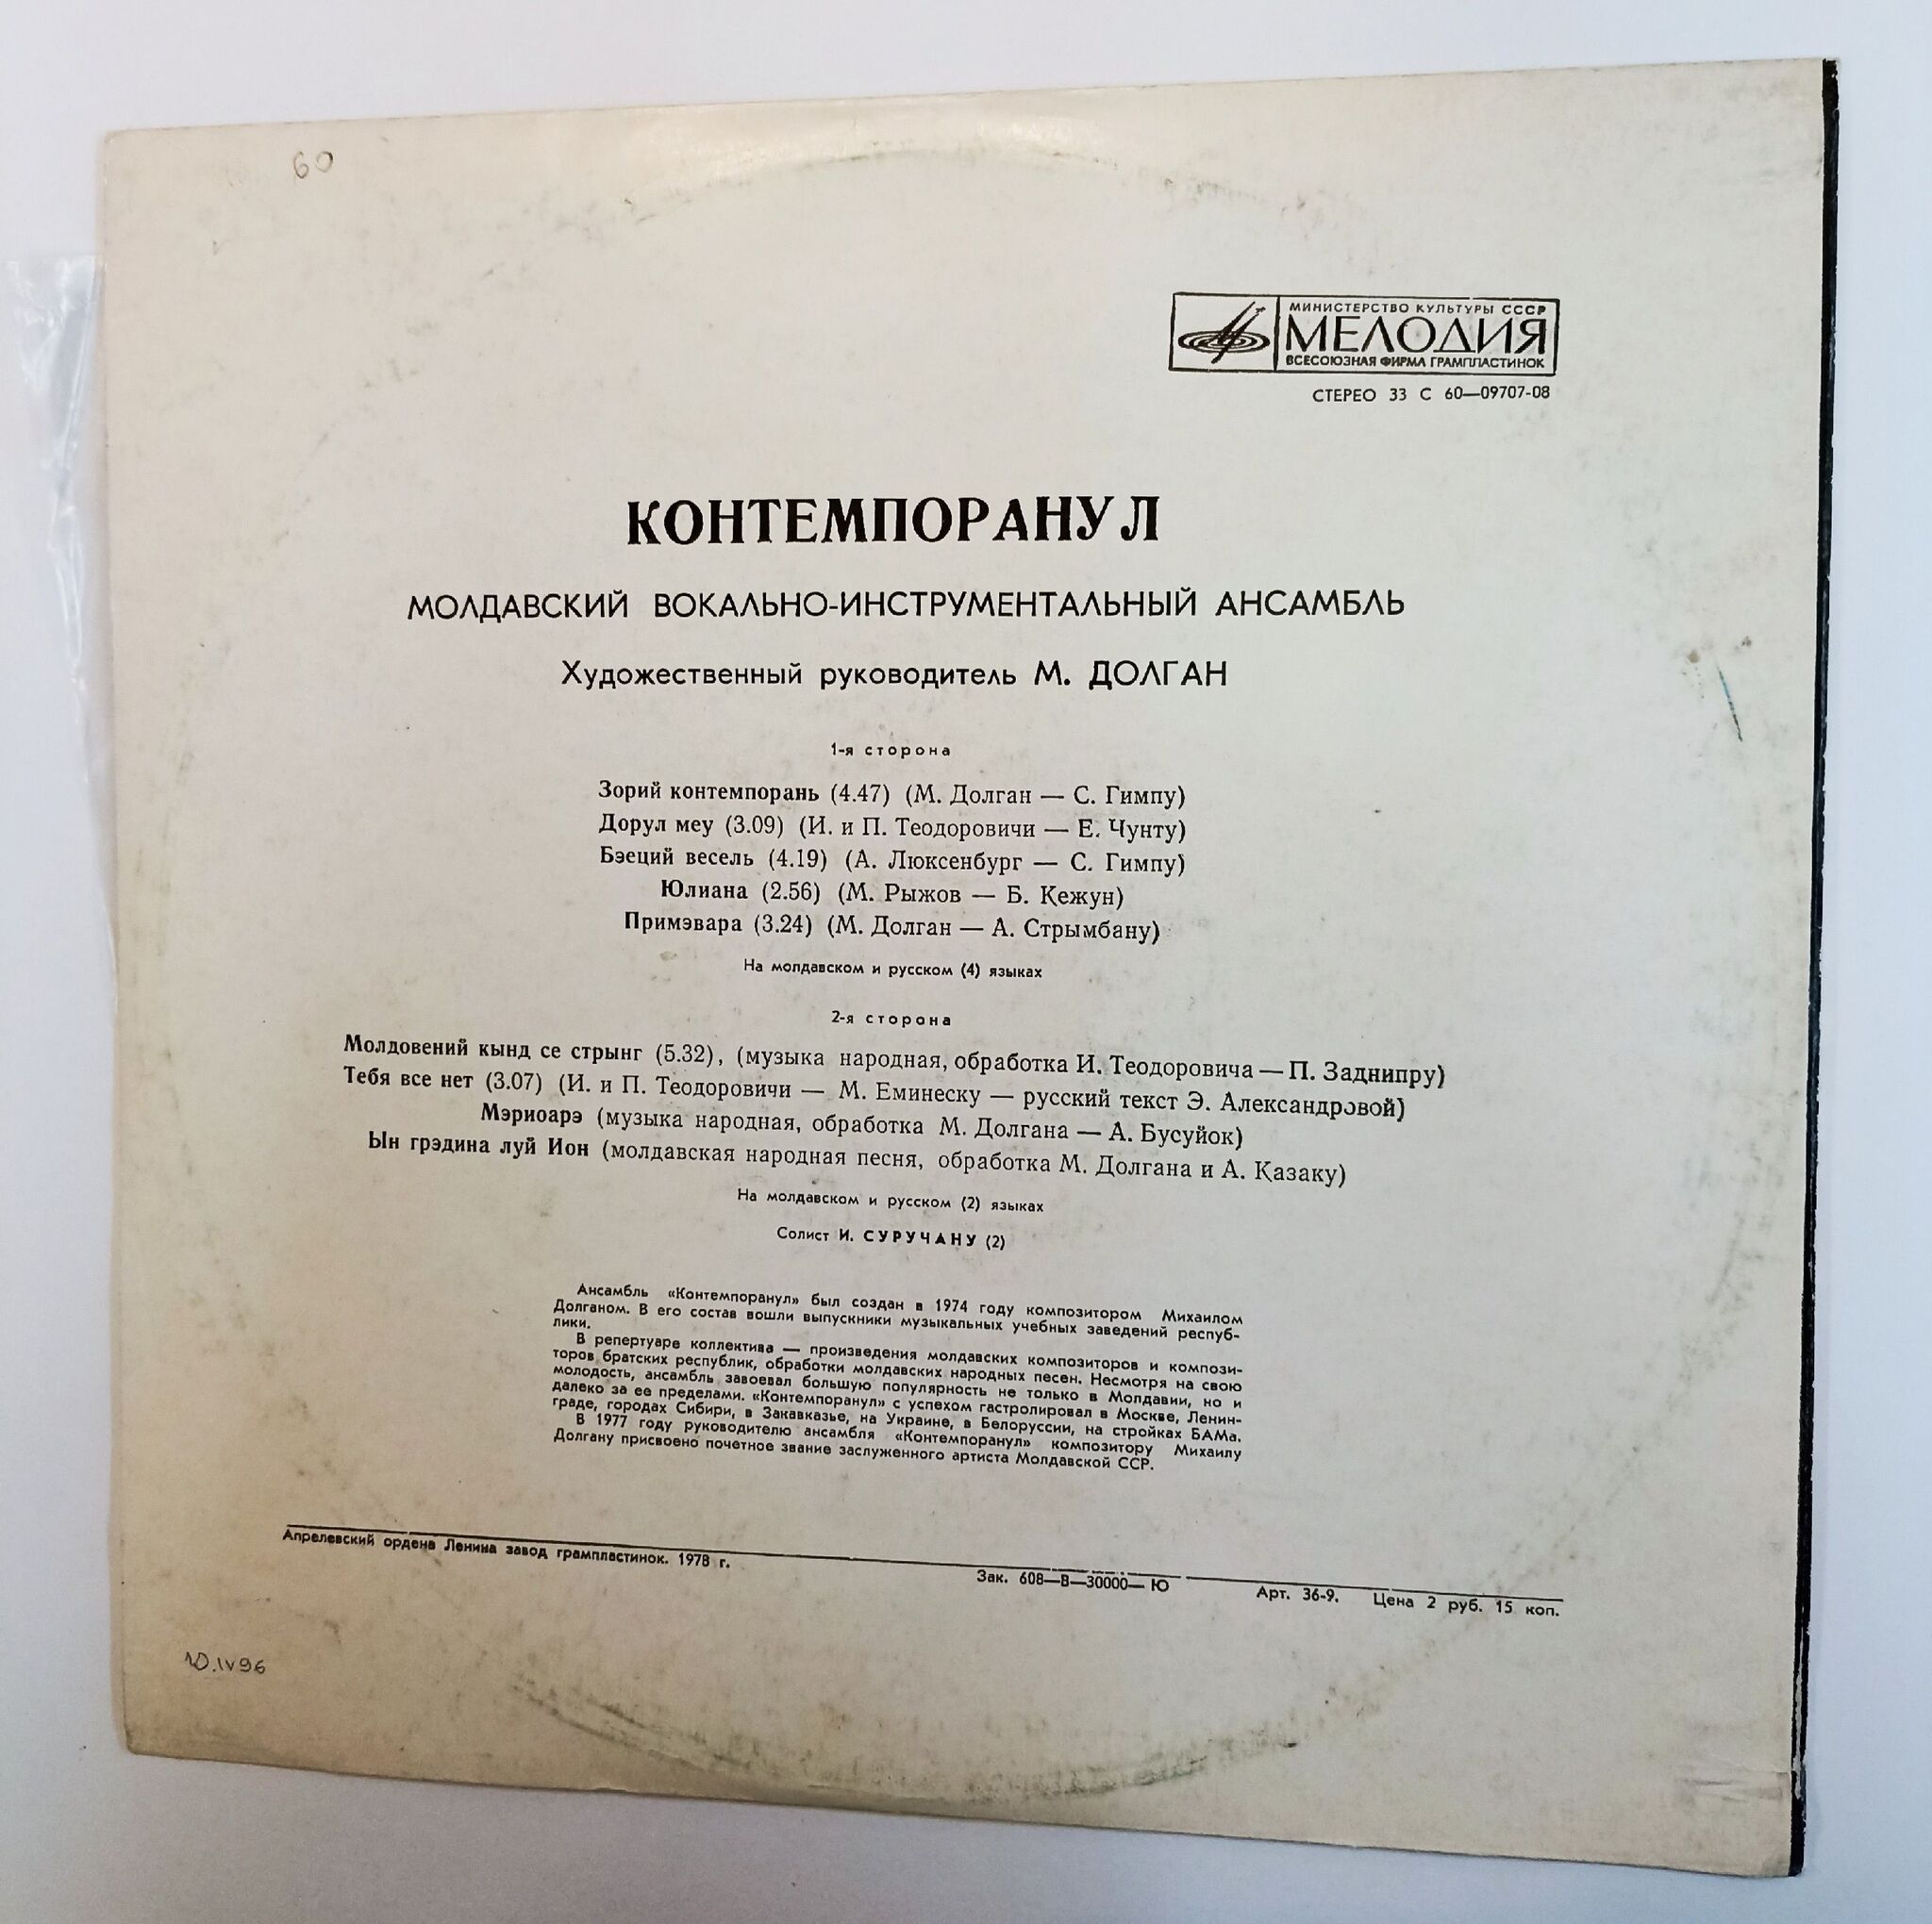 60
МИНИСТЕРСТВО КУЛЬТУРЫ СССР
МЕЛОДИЯ
ВСЕСОЮЗНАЯ ФИРМА ГРАМПЛАСТИНОК
СТЕРЕО 33 С 60—09707-08
КОНТЕМПОРАНУЛ
МОЛДАВСКИЙ ВОКАЛЬНО-ИНСТРУМЕНТАЛЬНЫЙ АНСАМБЛЬ
Художественный руководитель М. ДОЛГАН
1-я сторона
Зорий контемпорань (4.47) (М. Долган — С. Гимпу)
Дорул меу (3.09) (И. и П. Теодоровичи — Е. Чунту)
Бэеций весель (4.19) (А. Люксенбург — С. Гимпу)
Юлиана (2.56) (М. Рыжов — Б. Кежун)
Примэвара (3.24) (М. Долган — А. Стрымбану)
На молдавском и русском (4) языках
2-я сторона
Молдовений кынд се стрынг (5.32), (музыка народная, обработка И. Теодоровича — П. Заднипру)
Тебя все нет (3.07) (И. и П. Теодоровичи — М. Еминеску — русский текст Э. Александровой)
Мэриоарэ (музыка народная, обработка М. Долгана — А. Бусуйок)
Ын грэдина луй Ион (молдавская народная песня, обработка М. Долгана и А. Казаку)
На молдавском и русском (2) языках
Солист И. СУРУЧАНУ (2)
Ансамбль «Контемпоранул» был создан в 1974 году композитором Михаилом
Долганом. В его состав вошли выпускники музыкальных учебных заведений респуб-
лики.
В репертуаре коллектива — произведения молдавских композиторов и компози-
торов братских республик, обработки молдавских народных песен. Несмотря на свою
молодость, ансамбль завоевал большую популярность не только в Молдавии, но и
далеко за ее пределами. «Контемпоранул» с успехом гастролировал в Москве, Ленин-
граде, городах Сибири, в Закавказье, на Украине, в Белоруссии, на стройках БАМа.
В 1977 году руководителю ансамбля «Контемпоранул» композитору Михаилу
Долгану присвоено почетное звание заслуженного артиста Молдавской ССР.
Апрелевский ордена Ленина завод грампластинок. 1978 г.
Зак. 608—В—30000—Ю
Арт. 36-9. Цена 2 руб. 15 коп.
10.IV96